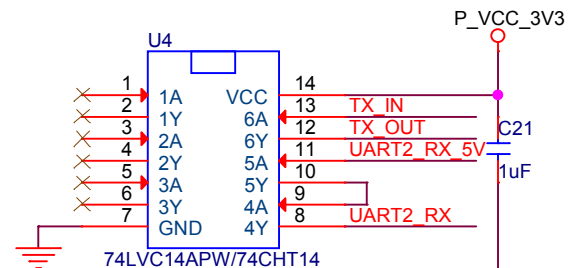 P_VCC_3V3
U4
1 1A VCC 14
2 1Y 6A 13 TX_IN
3 2A 6Y 12 TX_OUT C21
4 2Y 5A 11 UART2_RX_5V
5 3A 5Y 10 1uF
6 3Y 4A 9
7 GND 4Y 8 UART2_RX
74LVC14APW/74CHT14